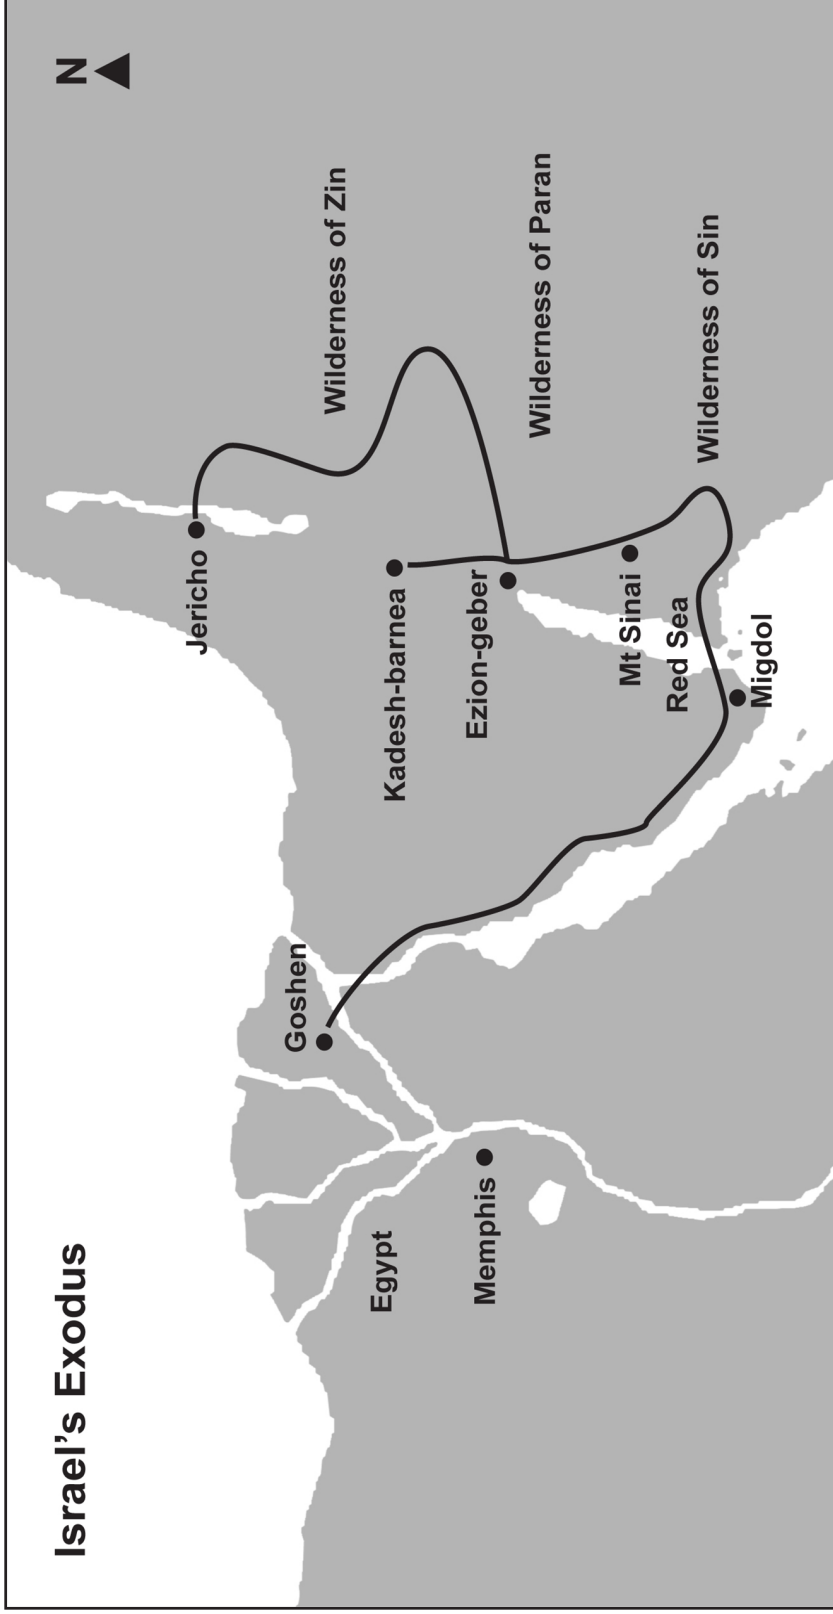 Israel's Exodus
N
Jericho
Goshen
Wilderness of Zin
Egypt
Kadesh-barnea
Memphis
Ezion-geber
Wilderness of Paran
Mt Sinai
Red Sea
Wilderness of Sin
Migdol